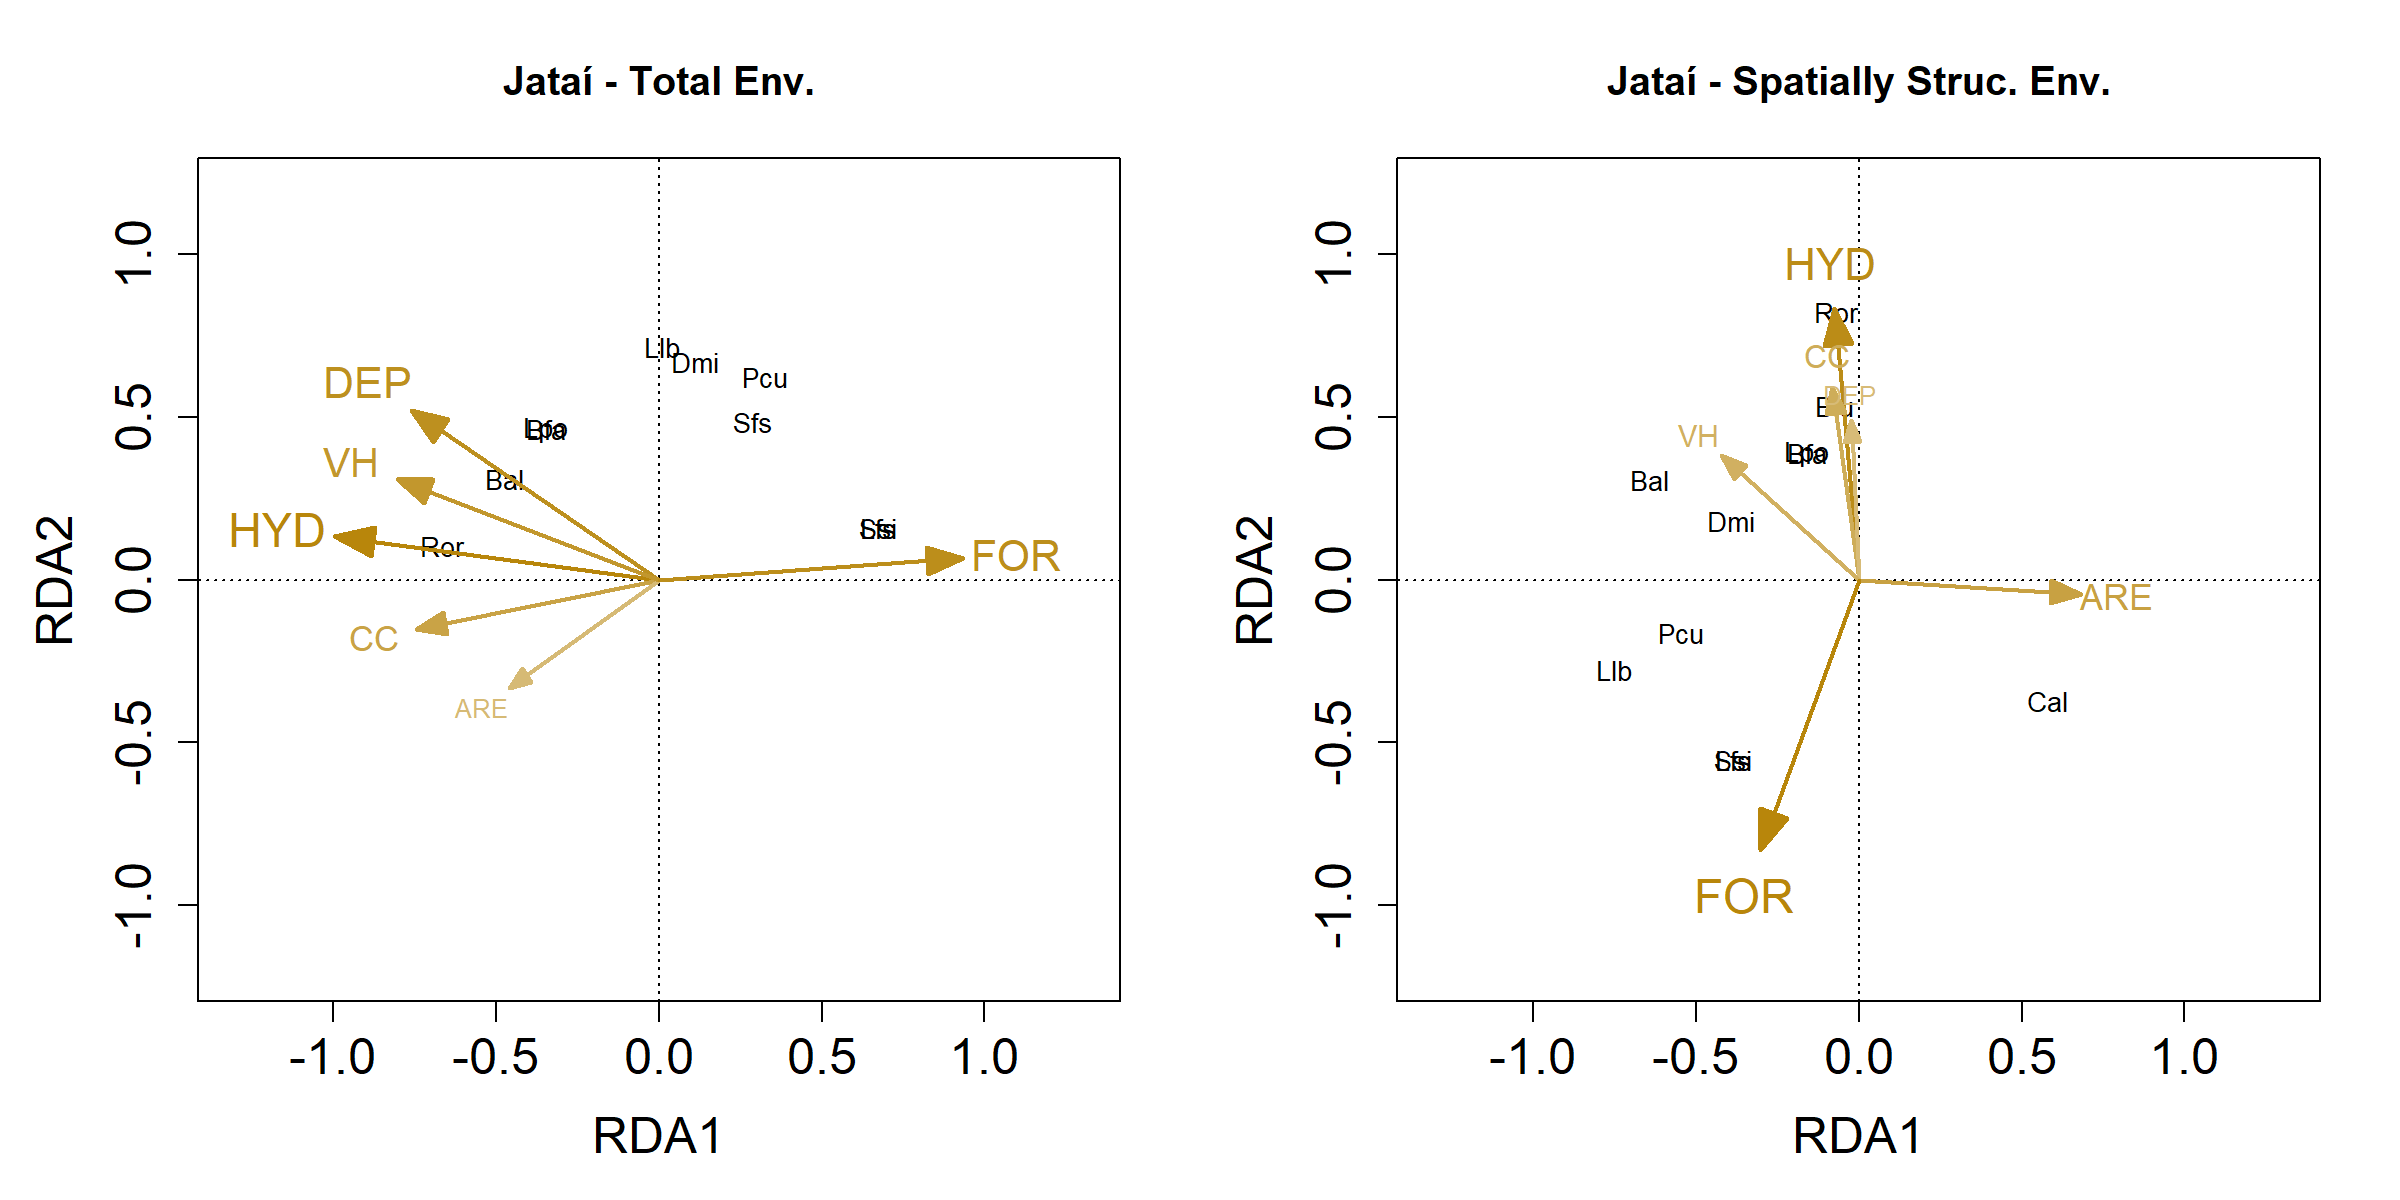 Jataí - Total Env.
1.0
0.5
0.0
-0.5
-1.0
RDA2
Llb
Dmi
Pcu
DEP
Sfs
VH
Bal
HYD
Ror
FOR
CC
ARE
-1.0
-0.5
0.0
0.5
1.0
RDA1
Jataí - Spatially Struc. Env.
1.0
0.5
0.0
-0.5
-1.0
RDA2
HYD
Ror
CC
DEP
VH
Bal
Dmi
ARE
Pcu
Llb
Cal
FOR
-1.0
-0.5
0.0
0.5
1.0
RDA1